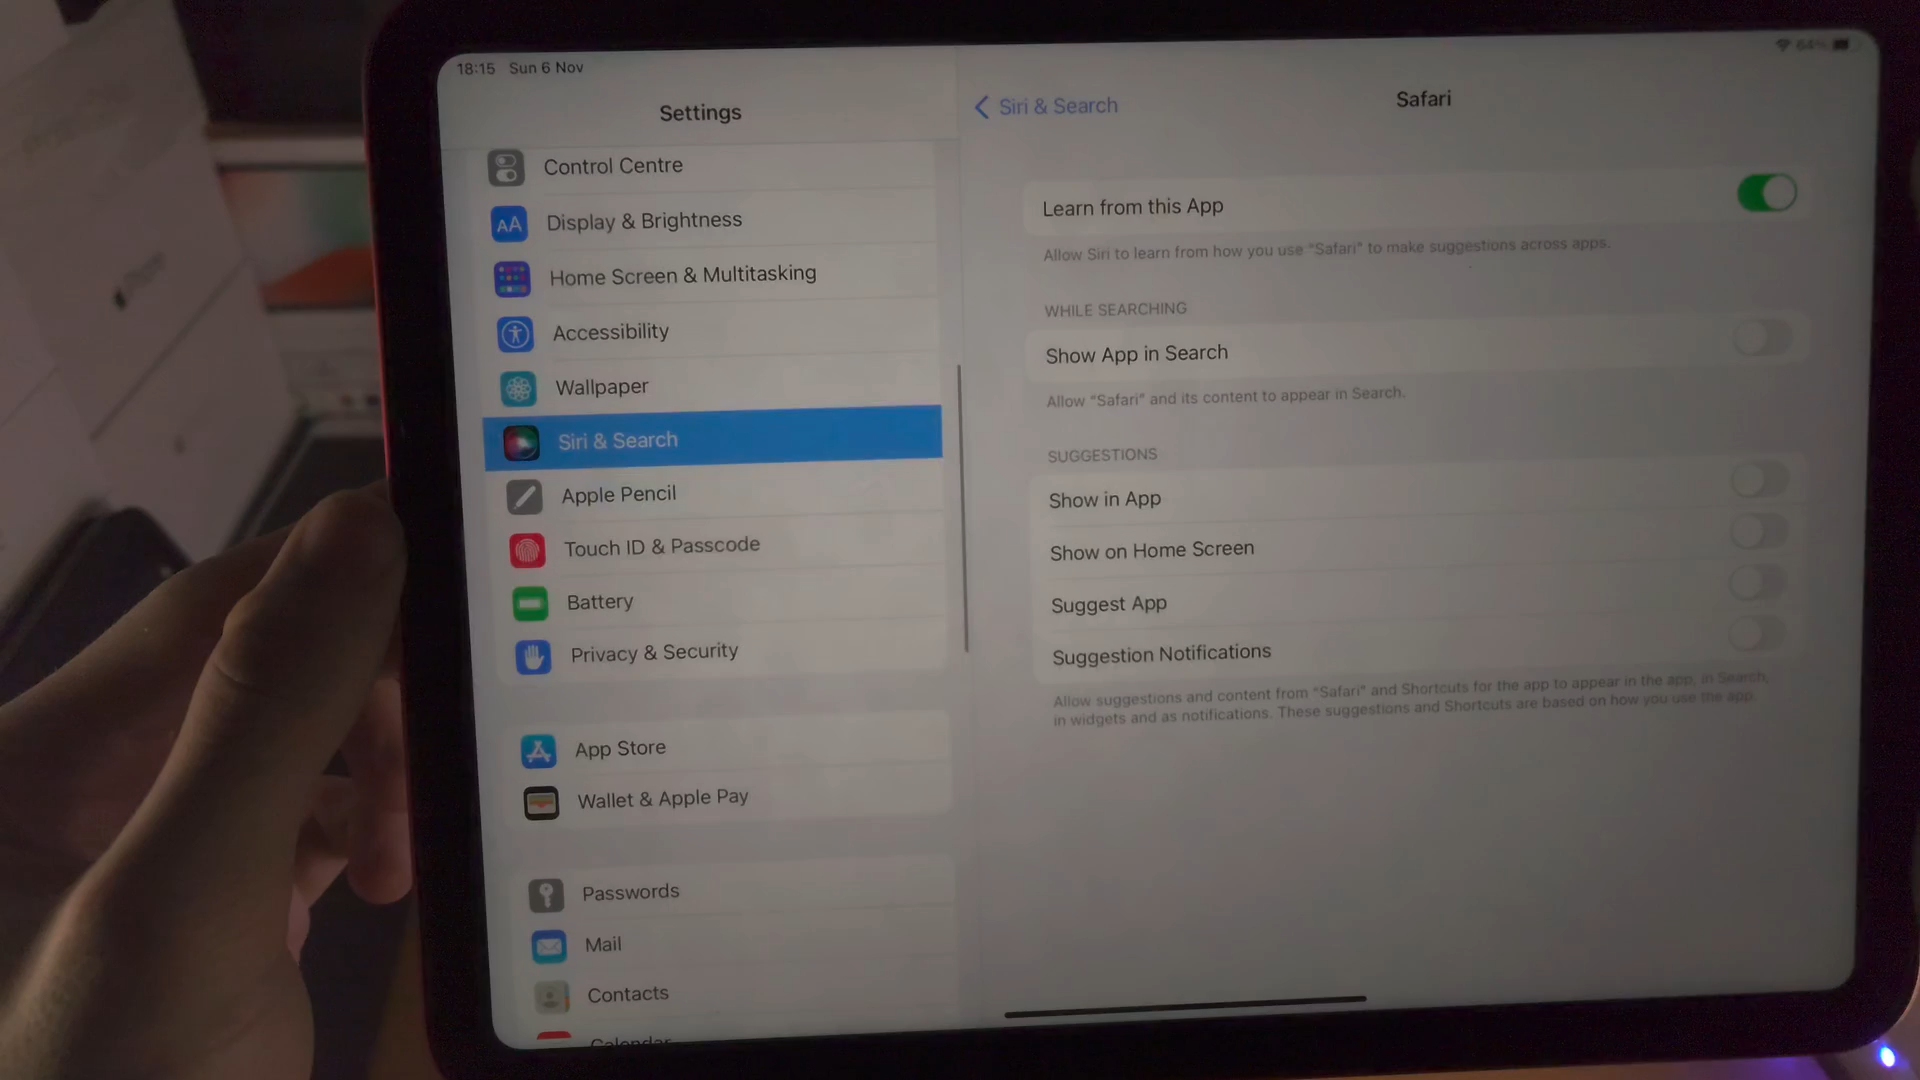 18:15 Sun 6 Nov
64%
Settings
Control Centre
Display & Brightness
Home Screen & Multitasking
Accessibility
Wallpaper
Siri & Search
Apple Pencil
Touch ID & Passcode
Battery
Privacy & Security
App Store
Wallet & Apple Pay
Passwords
Mail
Contacts
Calendar
Siri & Search
Safari
Learn from this App
Allow Siri to learn from how you use "Safari" to make suggestions across apps.
WHILE SEARCHING
Show App in Search
Allow "Safari" and its content to appear in Search.
SUGGESTIONS
Show in App
Show on Home Screen
Suggest App
Suggestion Notifications
Allow suggestions and content from "Safari" and Shortcuts for the app to appear in the app, in Search,
in widgets and as notifications. These suggestions and Shortcuts are based on how you use the app.